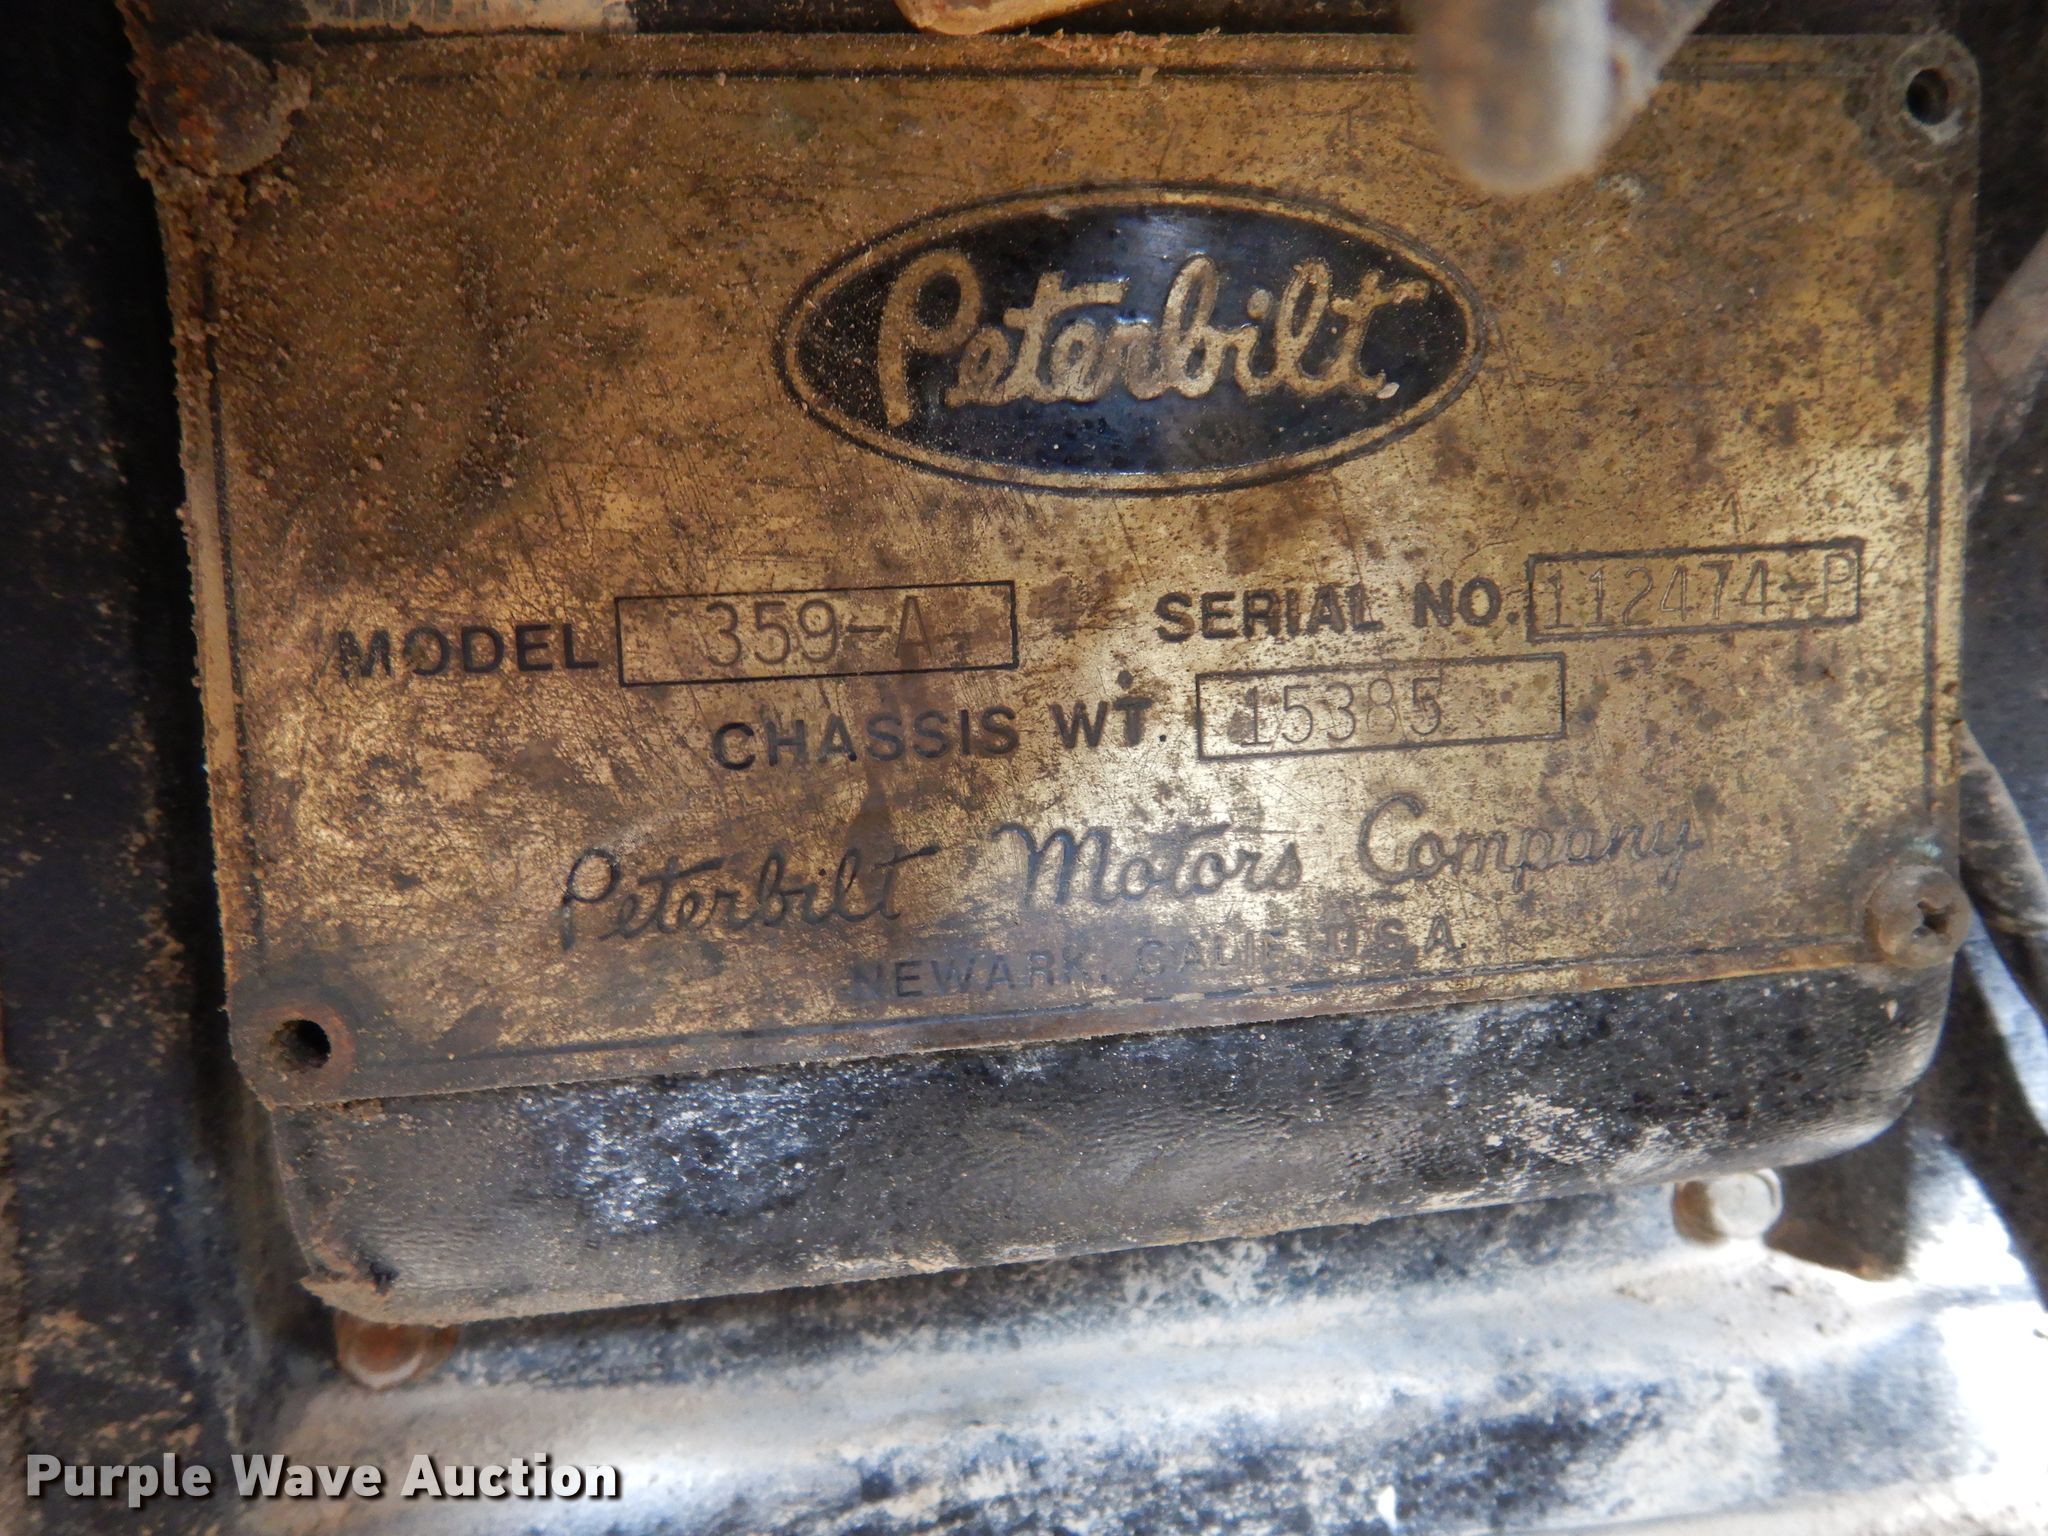 Peterbilt
MODEL 359-A SERIAL NO. 112474-P
CHASSIS WT. 15385
Peterbilt Motors Company
NEWARK, CALIF. U.S.A.
Purple Wave Auction